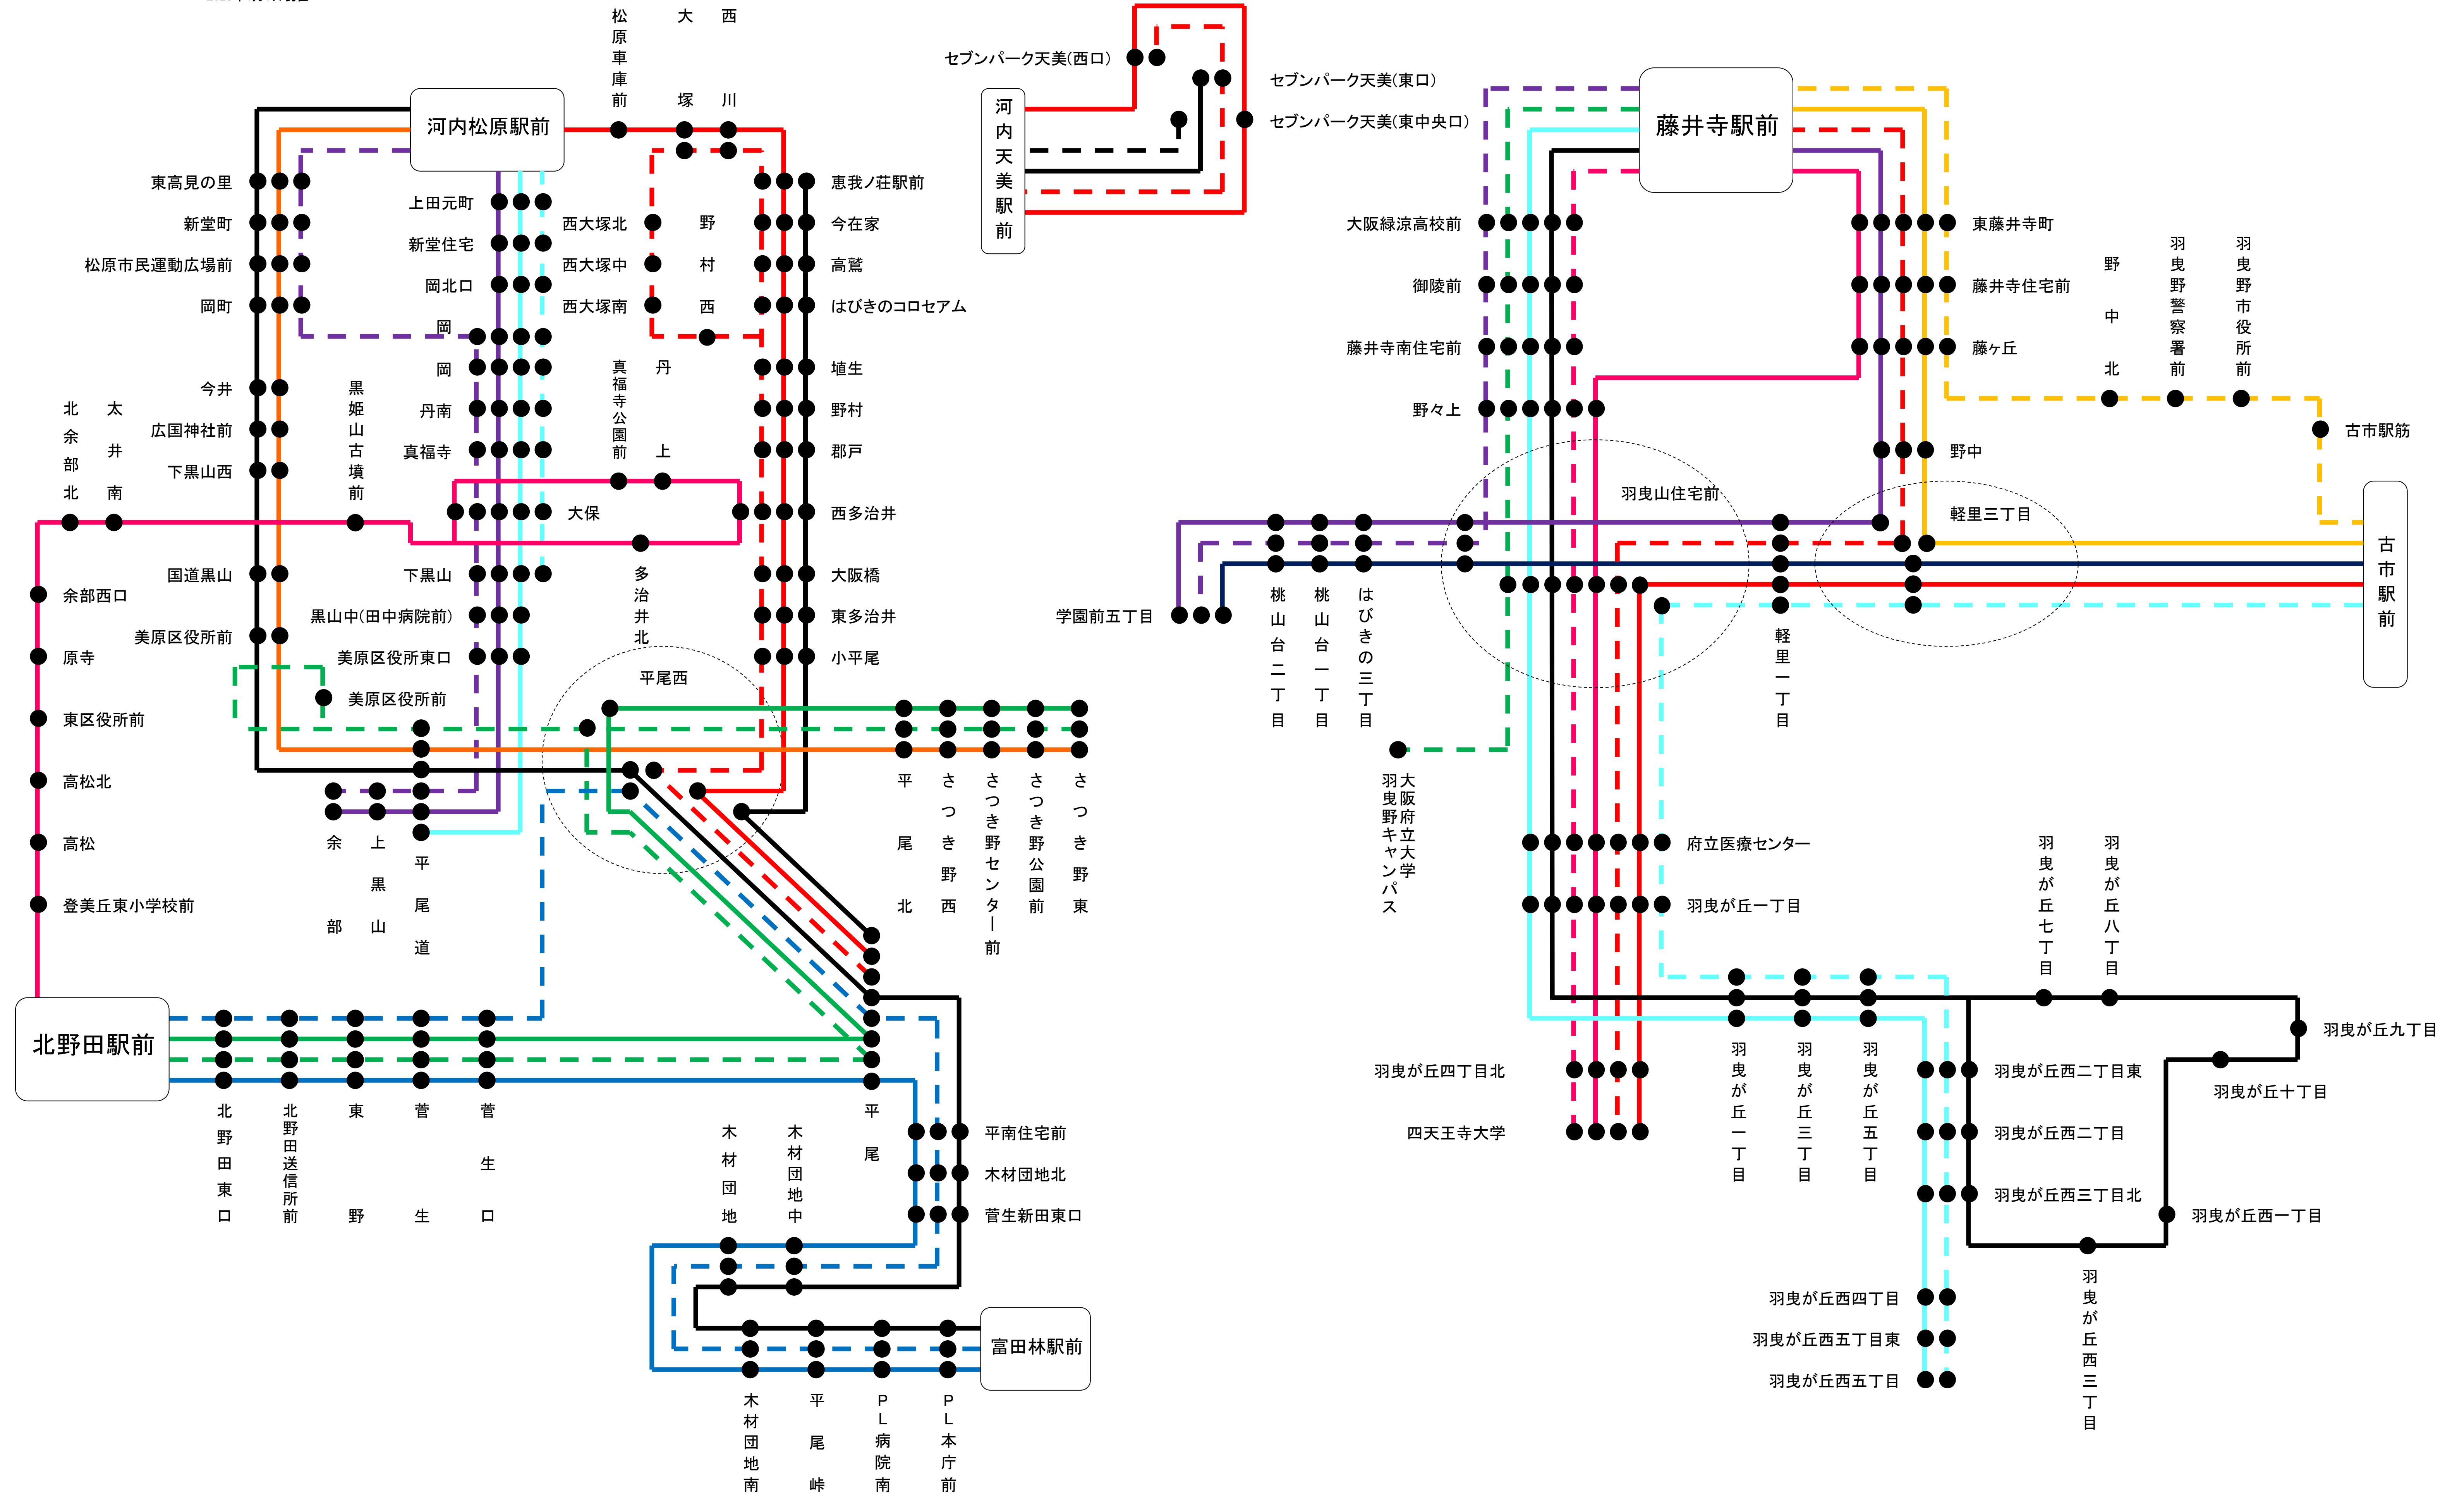 河内松原駅前
松原車庫前
大塚
西川
東高見の里
新堂町
松原市民運動広場前
岡町
今井
広国神社前
下黒山西
国道黒山
美原区役所前
上田元町
新堂住宅
岡北口
岡
岡
丹南
真福寺
大保
下黒山
黒山中(田中病院前)
美原区役所東口
美原区役所前
西大塚北
西大塚中
西大塚南
野村西
真福寺公園前
丹上
多治井北
恵我ノ荘駅前
今在家
高鷲
はびきのコロセアム
埴生
野村
郡戸
西多治井
大阪橋
東多治井
小平尾
平尾西
北余部北
太井南
黒姫山古墳前
余部西口
原寺
東区役所前
高松北
高松
登美丘東小学校前
北野田駅前
余部
上黒山
平尾道
平尾北
さつき野西
さつき野センター前
さつき野公園前
さつき野東
北野田東口
北野田送信所前
東野
菅生
菅生口
平尾
平南住宅前
木材団地北
菅生新田東口
木材団地
木材団地中
富田林駅前
木材団地南
平尾峠
PL病院南
PL本庁前
河内天美駅前
セブンパーク天美(西口)
セブンパーク天美(東口)
セブンパーク天美(東中央口)
藤井寺駅前
大阪緑涼高校前
御陵前
藤井寺南住宅前
野々上
東藤井寺町
藤井寺住宅前
藤ヶ丘
野中
野中北
羽曳野警察署前
羽曳野市役所前
古市駅筋
古市駅前
羽曳山住宅前
軽里三丁目
軽里一丁目
学園前五丁目
桃山台二丁目
桃山台一丁目
はびきの三丁目
大阪府立大学
羽曳野キャンパス
府立医療センター
羽曳が丘一丁目
羽曳が丘四丁目北
四天王寺大学
羽曳が丘一丁目
羽曳が丘三丁目
羽曳が丘五丁目
羽曳が丘七丁目
羽曳が丘八丁目
羽曳が丘九丁目
羽曳が丘十丁目
羽曳が丘西二丁目東
羽曳が丘西二丁目
羽曳が丘西三丁目北
羽曳が丘西一丁目
羽曳が丘西三丁目
羽曳が丘西四丁目
羽曳が丘西五丁目東
羽曳が丘西五丁目